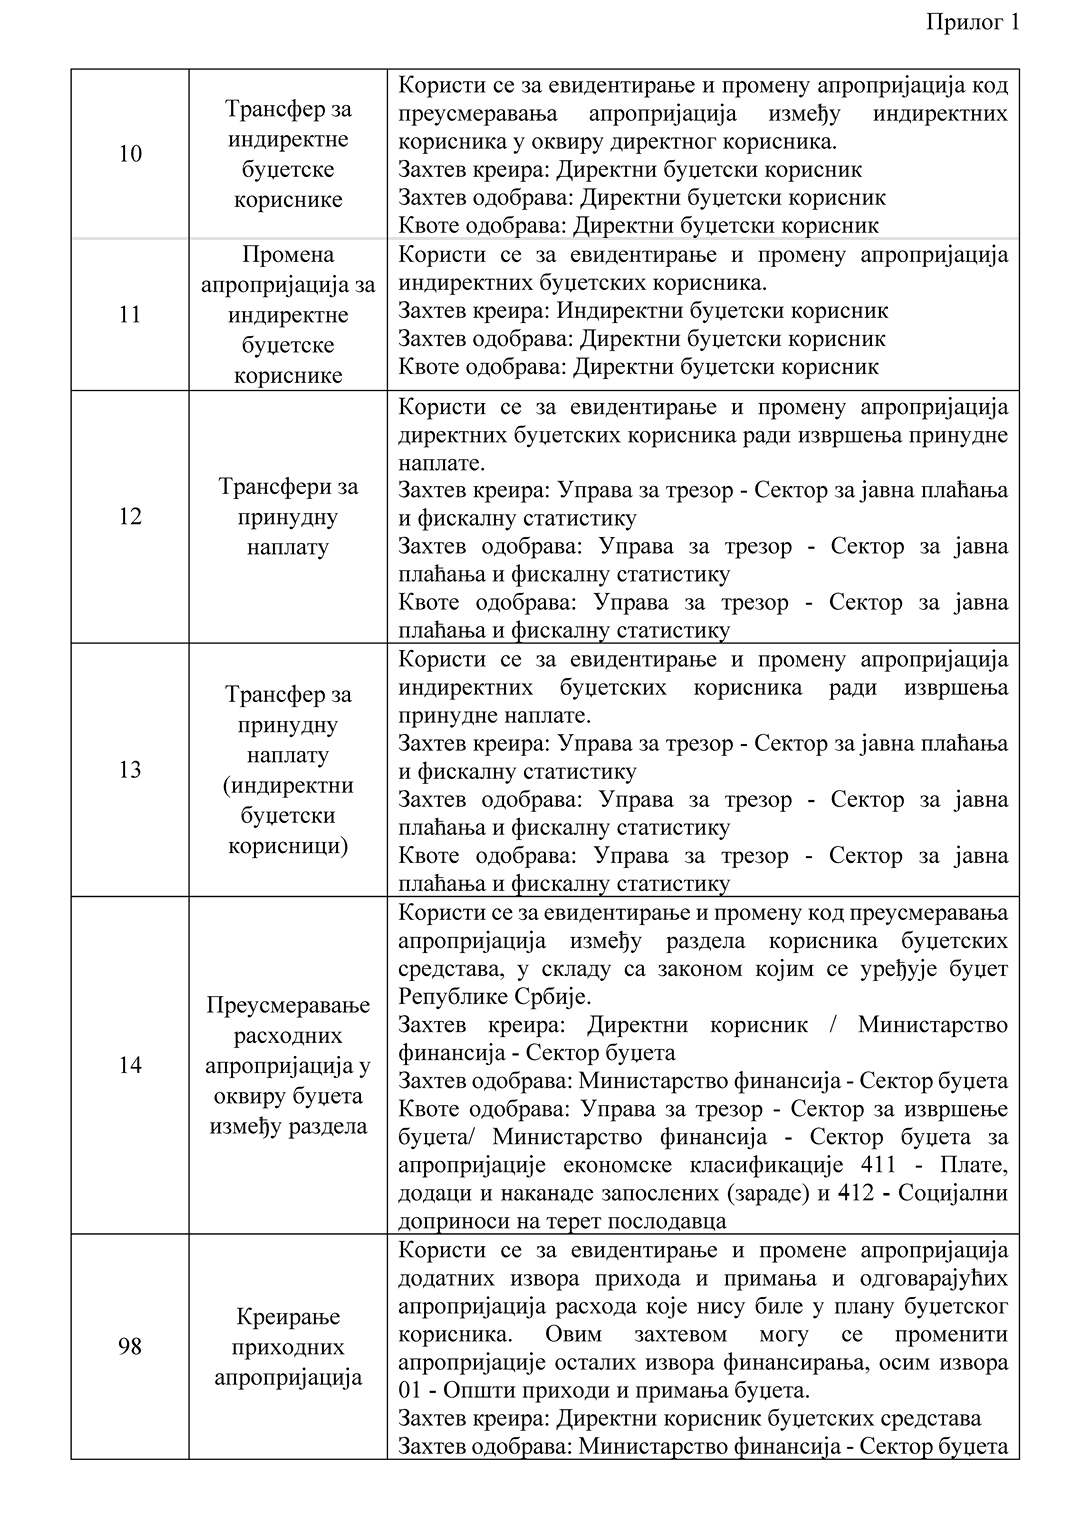 Прилог 1
10
Трансфер за
индиректне
буџетске
кориснике
Користи се за евидентирање и промену апропријација код
преусмеравања апропријација између индиректних
корисника у оквиру директног корисника.
Захтев креира: Директни буџетски корисник
Захтев одобрава: Директни буџетски корисник
Квоте одобрава: Директни буџетски корисник
11
Промена
апропријација за
индиректне
буџетске
кориснике
Користи се за евидентирање и промену апропријација
индиректних буџетских корисника.
Захтев креира: Индиректни буџетски корисник
Захтев одобрава: Директни буџетски корисник
Квоте одобрава: Директни буџетски корисник
12
Трансфери за
принудну
наплату
Користи се за евидентирање и промену апропријација
директних буџетских корисника ради извршења принудне
наплате.
Захтев креира: Управа за трезор - Сектор за јавна плаћања
и фискалну статистику
Захтев одобрава: Управа за трезор - Сектор за јавна
плаћања и фискалну статистику
Квоте одобрава: Управа за трезор - Сектор за јавна
плаћања и фискалну статистику
13
Трансфер за
принудну
наплату
(индиректни
буџетски
корисници)
Користи се за евидентирање и промену апропријација
индиректних буџетских корисника ради извршења
принудне наплате.
Захтев креира: Управа за трезор - Сектор за јавна плаћања
и фискалну статистику
Захтев одобрава: Управа за трезор - Сектор за јавна
плаћања и фискалну статистику
Квоте одобрава: Управа за трезор - Сектор за јавна
плаћања и фискалну статистику
14
Преусмеравање
расходних
апропријација у
оквиру буџета
између раздела
Користи се за евидентирање и промену код преусмеравања
апропријација између раздела корисника буџетских
средстава, у складу са законом којим се уређује буџет
Републике Србије.
Захтев креира: Директни корисник / Министарство
финансија - Сектор буџета
Захтев одобрава: Министарство финансија - Сектор буџета
Квоте одобрава: Управа за трезор - Сектор за извршење
буџета/ Министарство финансија - Сектор буџета за
апропријације економске класификације 411 - Плате,
додаци и наканаде запослених (зараде) и 412 - Социјални
доприноси на терет послодавца
98
Креирање
приходних
апропријација
Користи се за евидентирање и промене апропријација
додатних извора прихода и примања и одговарајућих
апропријација расхода које нису биле у плану буџетског
корисника. Овим захтевом могу се променити
апропријације осталих извора финансирања, осим извора
01 - Општи приходи и примања буџета.
Захтев креира: Директни корисник буџетских средстава
Захтев одобрава: Министарство финансија - Сектор буџета